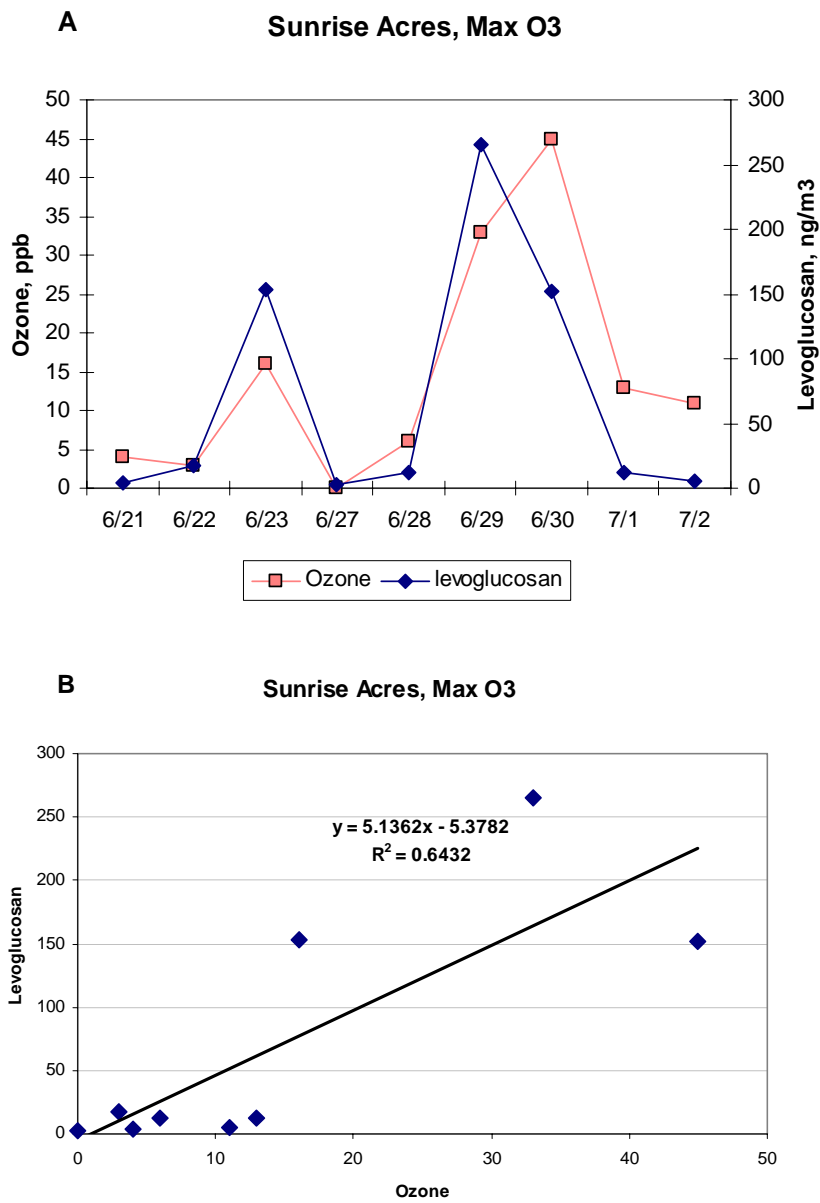 A
Sunrise Acres, Max O3
50
45
40
35
30
25
20
15
10
5
0
Ozone, ppb
300
250
200
150
100
50
0
Levoglucosan, ng/m3
6/21 6/22 6/23 6/27 6/28 6/29 6/30 7/1 7/2
Ozone levoglucosan
B
Sunrise Acres, Max O3
300
250
200
150
100
50
0
Levoglucosan
y = 5.1362x - 5.3782
R² = 0.6432
0 10 20 30 40 50
Ozone